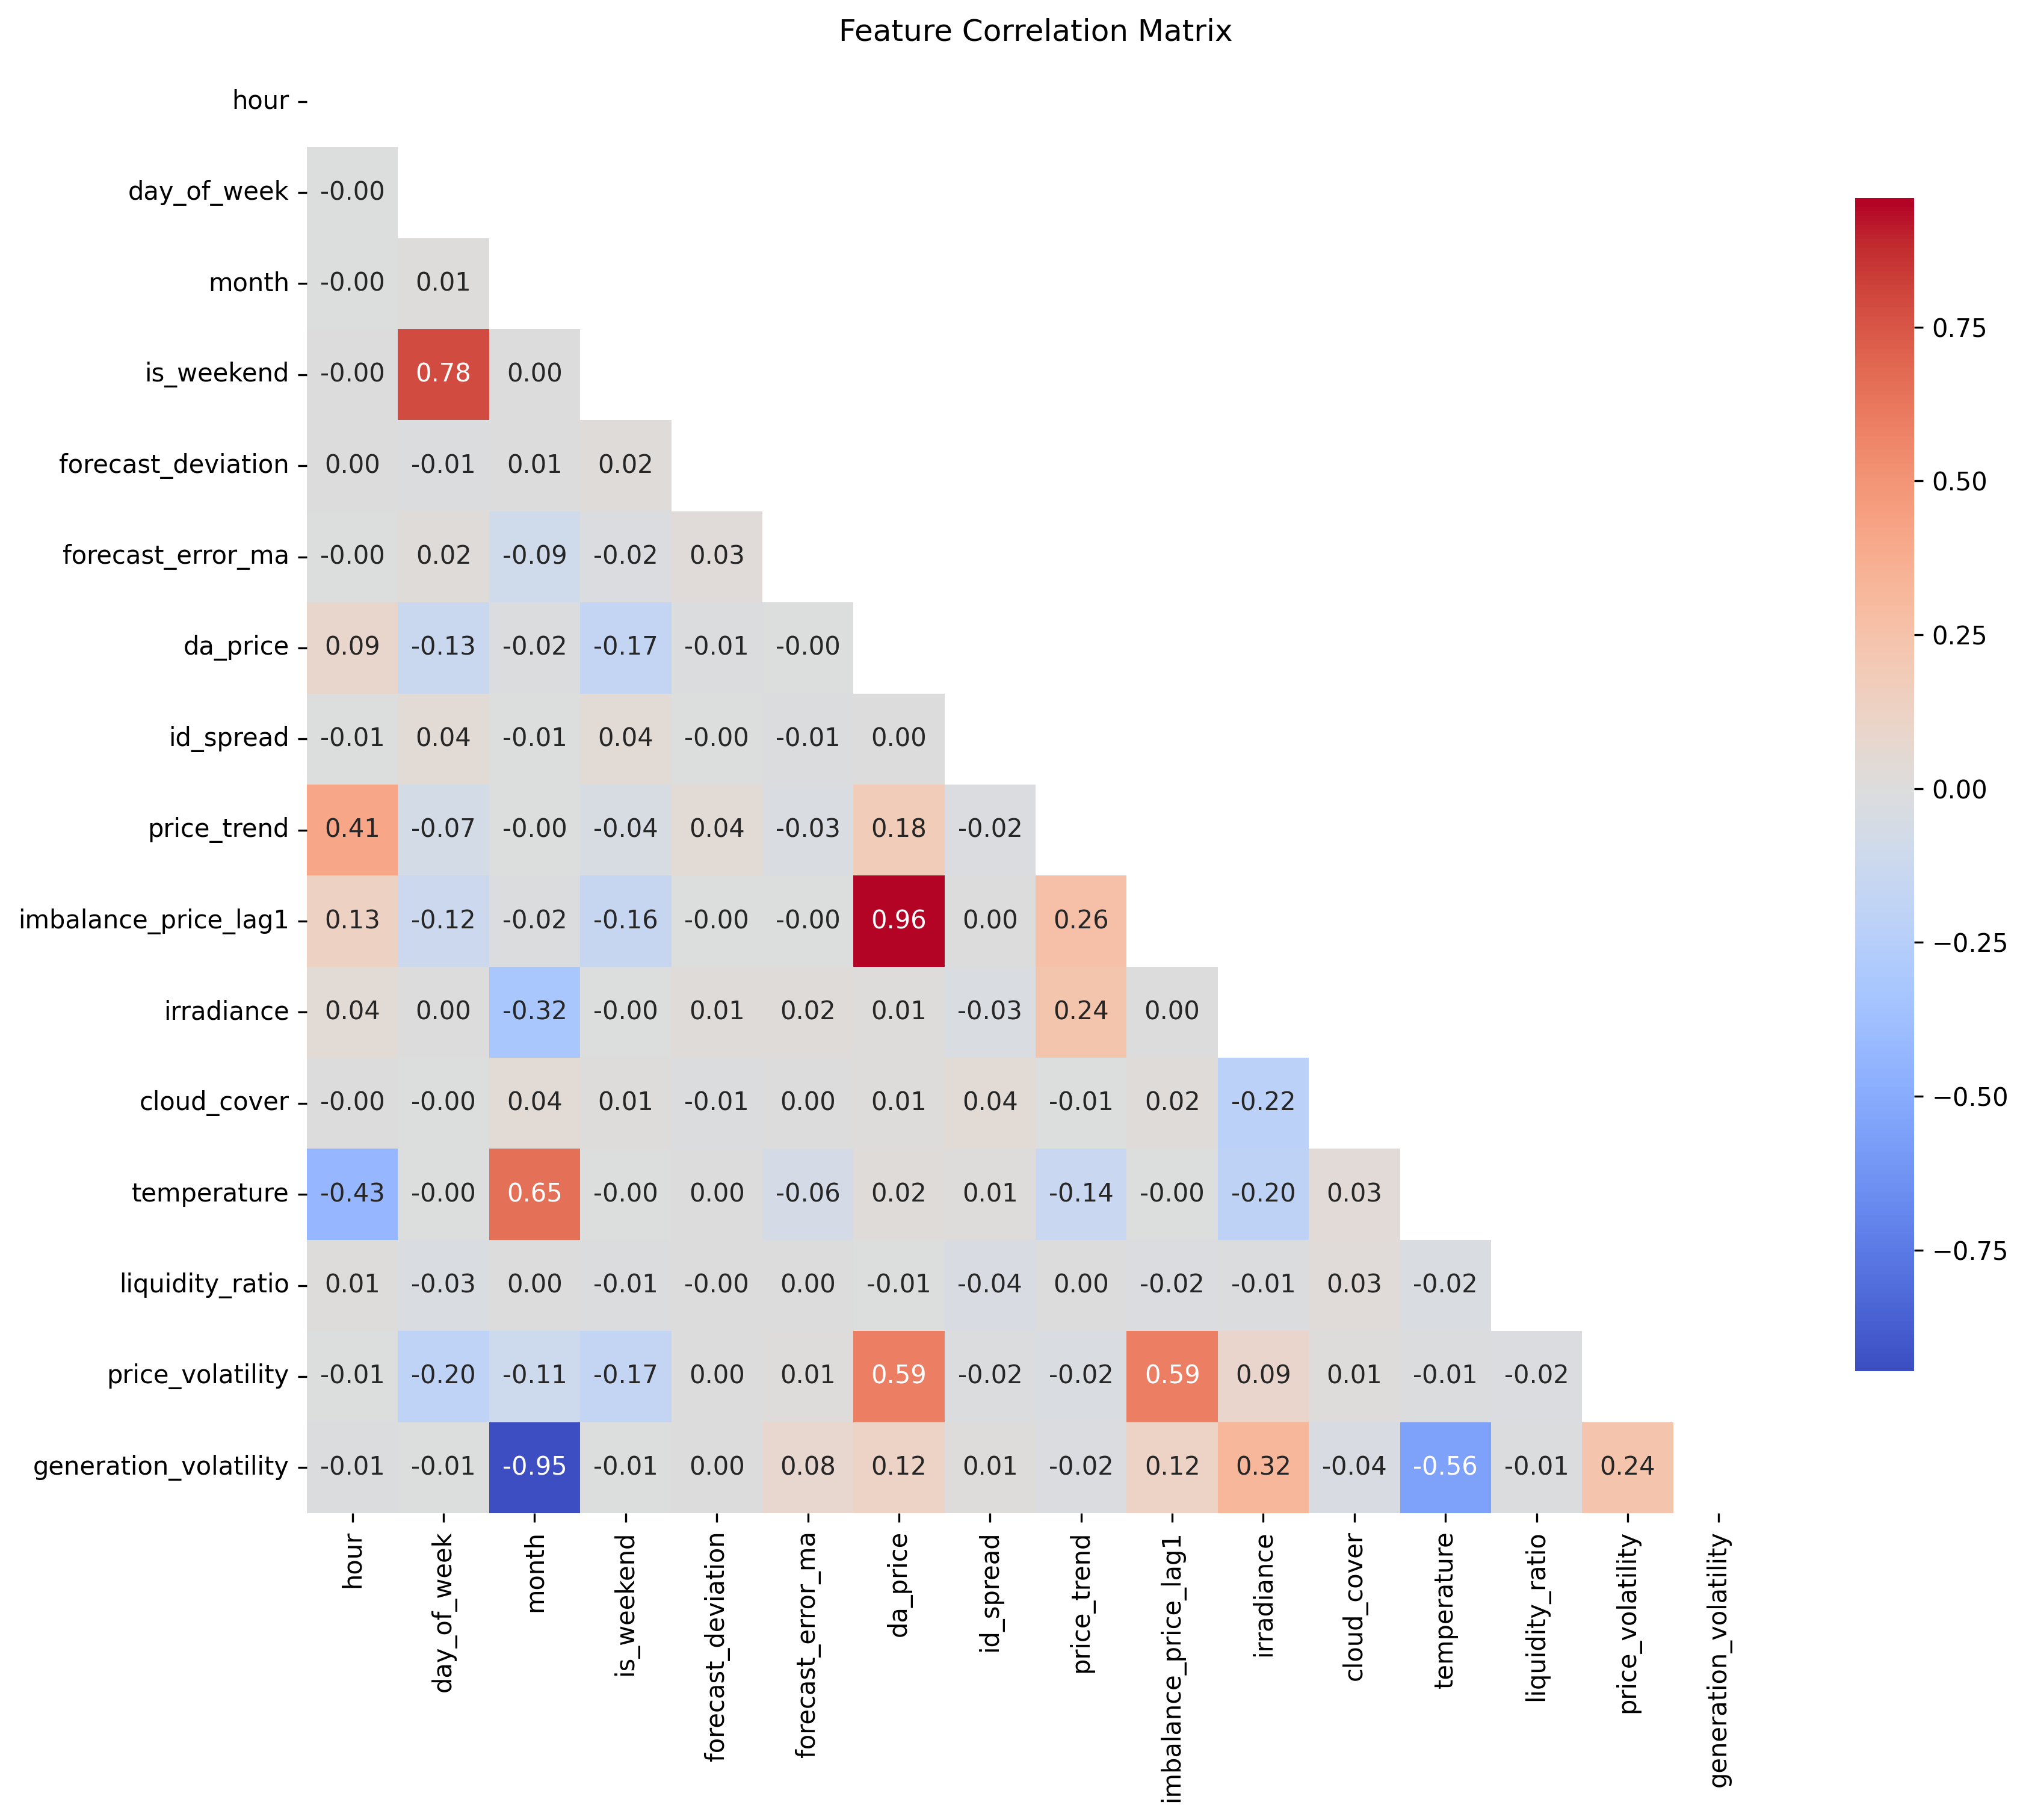 Feature Correlation Matrix
hour
day_of_week -0.00
month -0.00 0.01
is_weekend -0.00 0.78 0.00
forecast_deviation 0.00 -0.01 0.01 0.02
forecast_error_ma -0.00 0.02 -0.09 -0.02 0.03
da_price 0.09 -0.13 -0.02 -0.17 -0.01 -0.00
id_spread -0.01 0.04 -0.01 0.04 -0.00 -0.01 0.00
price_trend 0.41 -0.07 -0.00 -0.04 0.04 -0.03 0.18 -0.02
imbalance_price_lag1 0.13 -0.12 -0.02 -0.16 -0.00 -0.00 0.96 0.00 0.26
irradiance 0.04 0.00 -0.32 -0.00 0.01 0.02 0.01 -0.03 0.24 0.00
cloud_cover -0.00 -0.00 0.04 0.01 -0.01 0.00 0.01 0.04 -0.01 0.02 -0.22
temperature -0.43 -0.00 0.65 -0.00 0.00 -0.06 0.02 0.01 -0.14 -0.00 -0.20 0.03
liquidity_ratio 0.01 -0.03 0.00 -0.01 -0.00 0.00 -0.01 -0.04 0.00 -0.02 -0.01 0.03 -0.02
price_volatility -0.01 -0.20 -0.11 -0.17 0.00 0.01 0.59 -0.02 -0.02 0.59 0.09 0.01 -0.01 -0.02
generation_volatility -0.01 -0.01 -0.95 -0.01 0.00 0.08 0.12 0.01 -0.02 0.12 0.32 -0.04 -0.56 -0.01 0.24
hour
day_of_week
month
is_weekend
forecast_deviation
forecast_error_ma
da_price
id_spread
price_trend
imbalance_price_lag1
irradiance
cloud_cover
temperature
liquidity_ratio
price_volatility
generation_volatility
0.75
0.50
0.25
0.00
−0.25
−0.50
−0.75